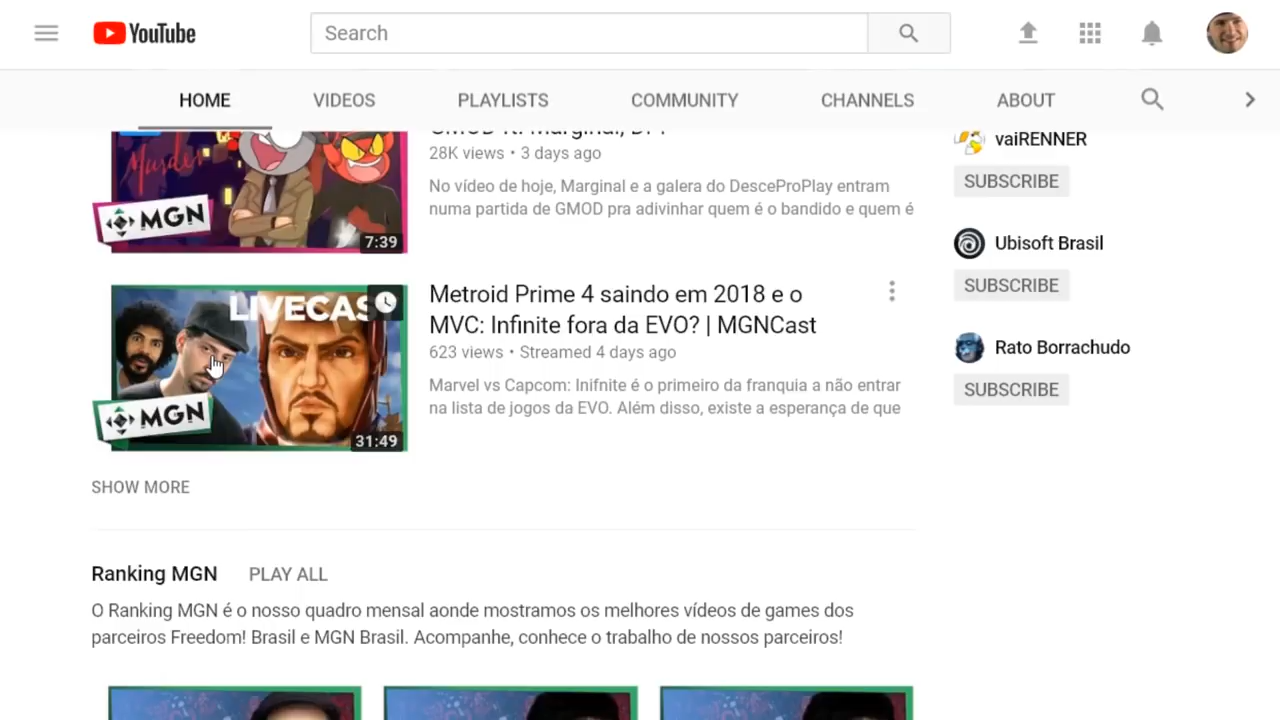 YouTube
Search
HOME
VIDEOS
PLAYLISTS
COMMUNITY
CHANNELS
ABOUT
Murder
MGN
7:39
28K views • 3 days ago
No vídeo de hoje, Marginal e a galera do DesceProPlay entram
numa partida de GMOD pra adivinhar quem é o bandido e quem é
LIVECAS
MGN
31:49
Metroid Prime 4 saindo em 2018 e o
MVC: Infinite fora da EVO? | MGNCast
623 views • Streamed 4 days ago
Marvel vs Capcom: Inifnite é o primeiro da franquia a não entrar
na lista de jogos da EVO. Além disso, existe a esperança de que
SHOW MORE
Ranking MGN
PLAY ALL
O Ranking MGN é o nosso quadro mensal aonde mostramos os melhores vídeos de games dos
parceiros Freedom! Brasil e MGN Brasil. Acompanhe, conhece o trabalho de nossos parceiros!
vaiRENNER
SUBSCRIBE
Ubisoft Brasil
SUBSCRIBE
Rato Borrachudo
SUBSCRIBE